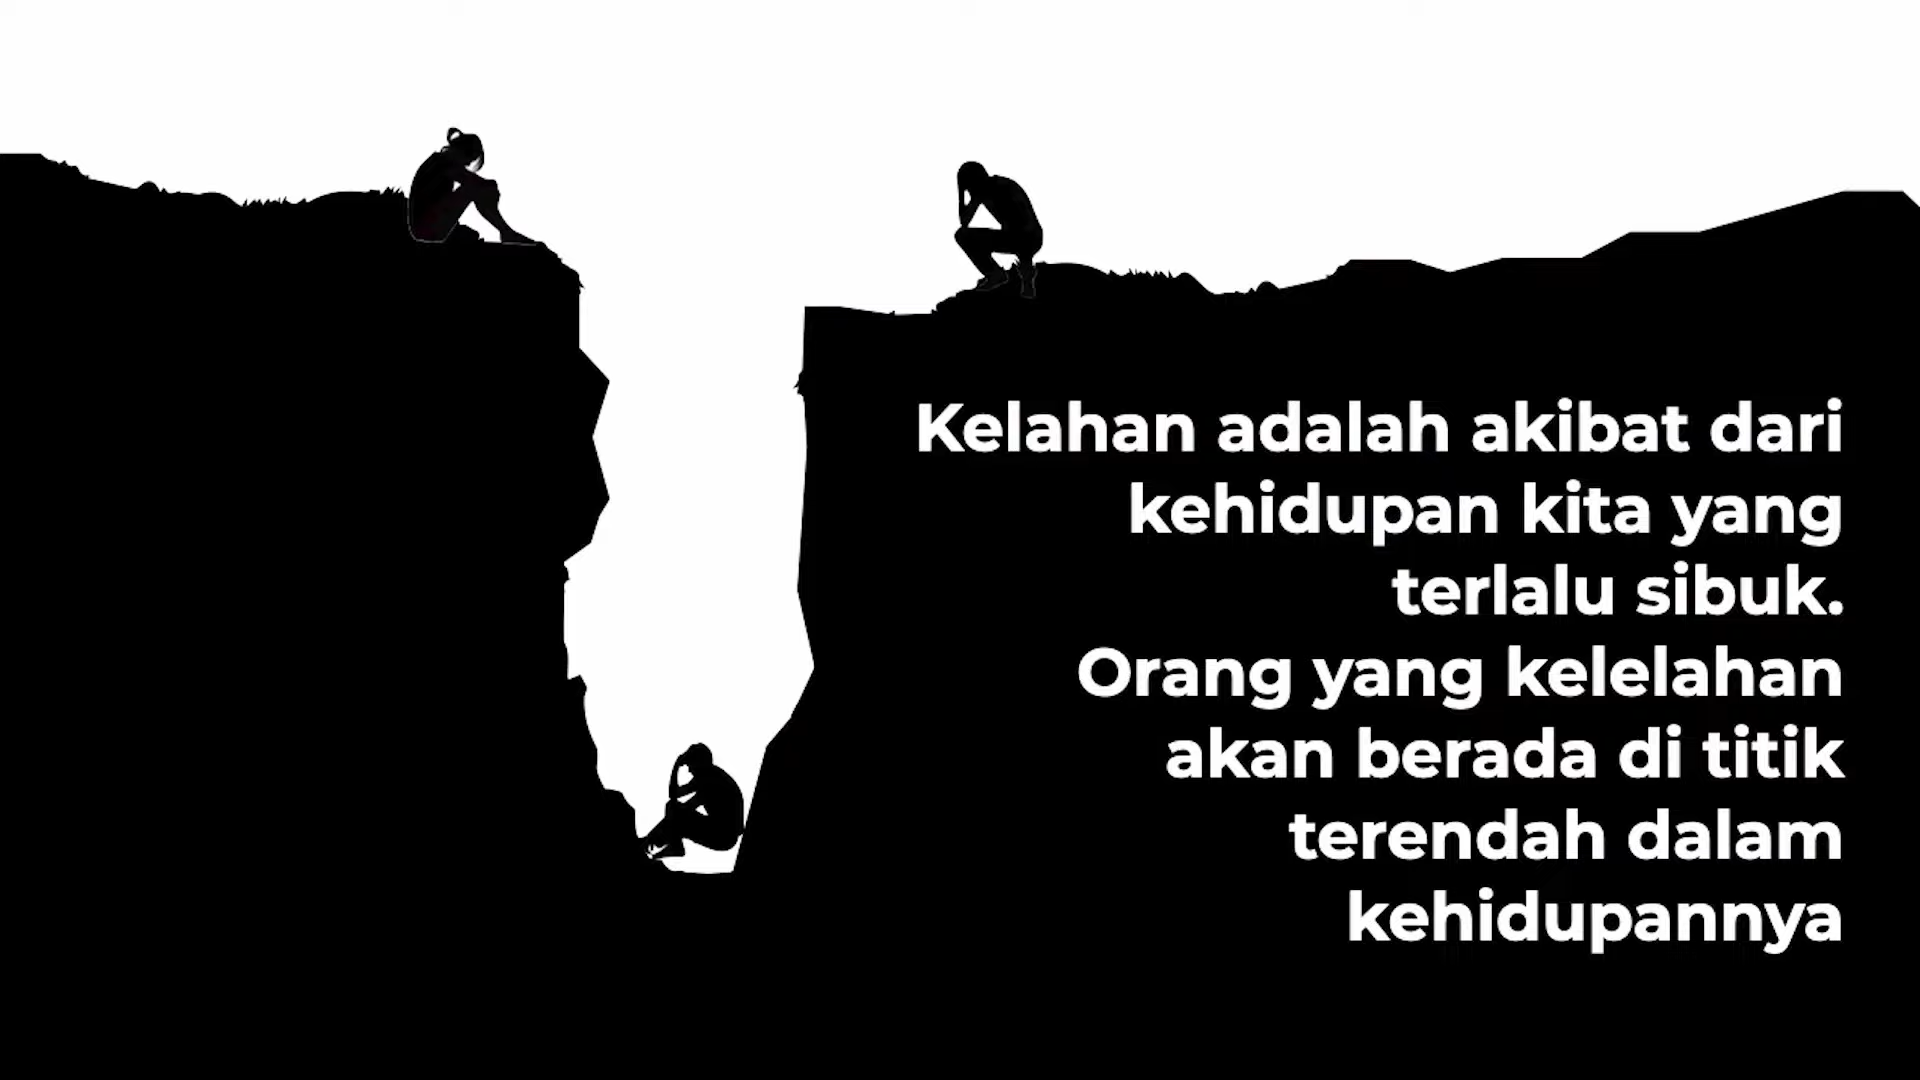 Kelahan adalah akibat dari
kehidupan kita yang
terlalu sibuk.
Orang yang kelelahan
akan berada di titik
terendah dalam
kehidupannya